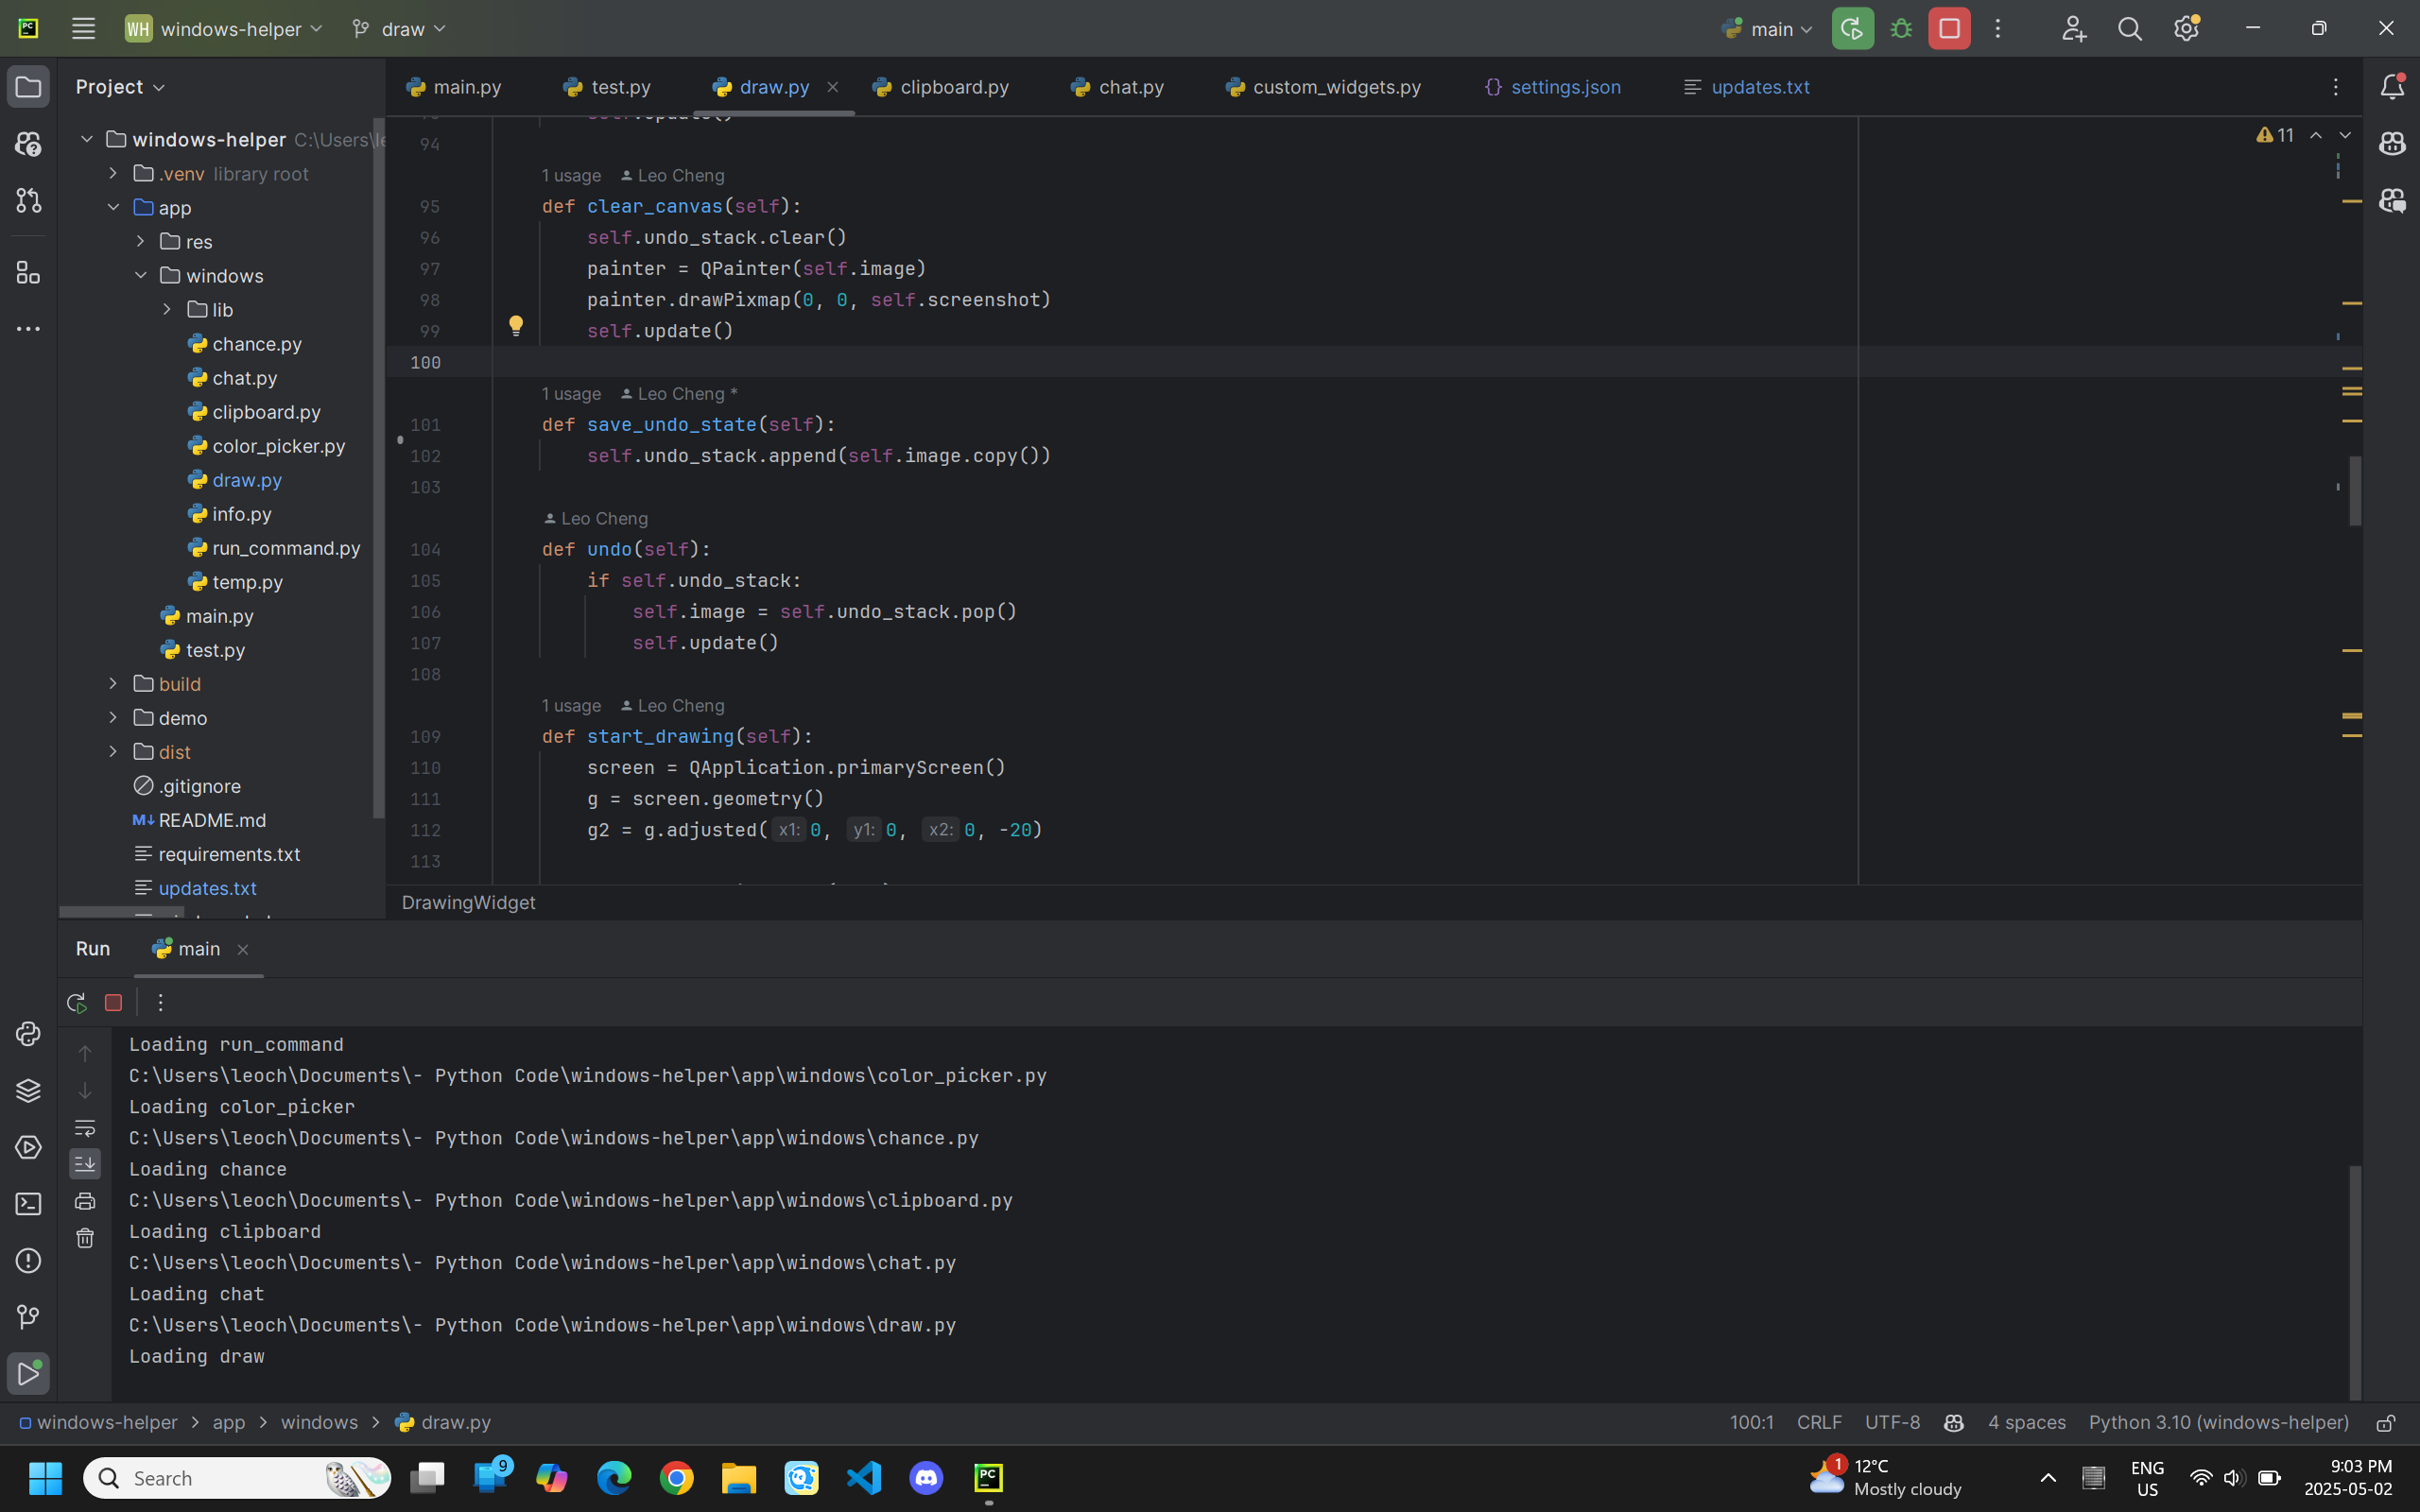 WH windows-helper draw main
Project main.py test.py draw.py clipboard.py chat.py custom_widgets.py {} settings.json updates.txt
windows-helper C:\Users\le
.venv library root
app
res
windows
lib
chance.py
chat.py
clipboard.py
color_picker.py
draw.py
info.py
run_command.py
temp.py
main.py
test.py
build
demo
dist
.gitignore
M↓ README.md
requirements.txt
updates.txt
11
94
1 usage Leo Cheng
95 def clear_canvas(self):
96 self.undo_stack.clear()
97 painter = QPainter(self.image)
98 painter.drawPixmap(0, 0, self.screenshot)
99 self.update()
100
1 usage Leo Cheng *
101 def save_undo_state(self):
102 self.undo_stack.append(self.image.copy())
103
Leo Cheng
104 def undo(self):
105 if self.undo_stack:
106 self.image = self.undo_stack.pop()
107 self.update()
108
1 usage Leo Cheng
109 def start_drawing(self):
110 screen = QApplication.primaryScreen()
111 g = screen.geometry()
112 g2 = g.adjusted( x1: 0, y1: 0, x2: 0, -20)
113
DrawingWidget
Run main
Loading run_command
C:\Users\leoch\Documents\- Python Code\windows-helper\app\windows\color_picker.py
Loading color_picker
C:\Users\leoch\Documents\- Python Code\windows-helper\app\windows\chance.py
Loading chance
C:\Users\leoch\Documents\- Python Code\windows-helper\app\windows\clipboard.py
Loading clipboard
C:\Users\leoch\Documents\- Python Code\windows-helper\app\windows\chat.py
Loading chat
C:\Users\leoch\Documents\- Python Code\windows-helper\app\windows\draw.py
Loading draw
windows-helper > app > windows > draw.py 100:1 CRLF UTF-8 4 spaces Python 3.10 (windows-helper)
Search
9
PC
1
12°C
Mostly cloudy
ENG
US
9:03 PM
2025-05-02